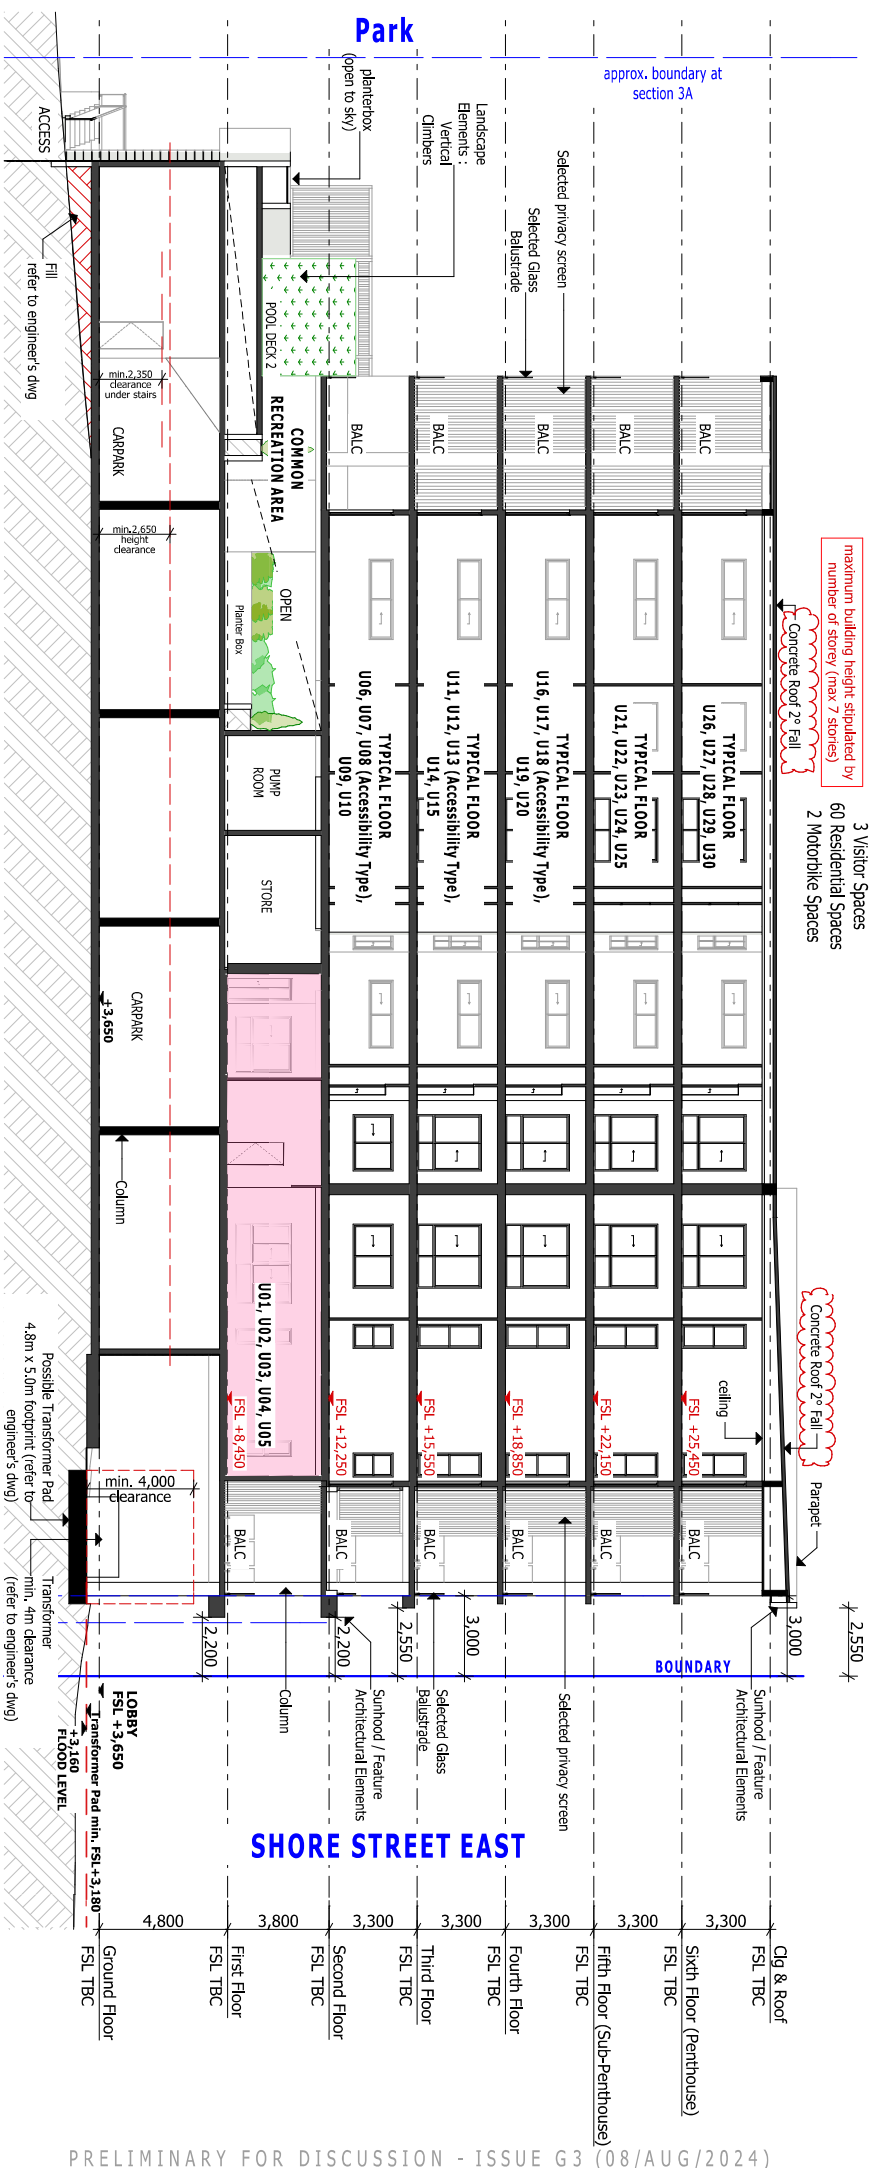 Park
approx. boundary at
section 3A
planterbox
(open to sky)
Landscape
Elements :
Vertical
Climbers
Selected privacy screen
Selected Glass
Balustrade
ACCESS
Fill
refer to engineer's dwg
POOL DECK 2
min.2,350
clearance
under stairs
CARPARK
min.2,650
height
clearance
COMMON
RECREATION AREA
BALC
BALC
BALC
BALC
BALC
OPEN
Planter Box
PUMP
ROOM
STORE
maximum building height stipulated by
number of storey (max 7 stories)
Concrete Roof 2° Fall
3 Visitor Spaces
60 Residential Spaces
2 Motorbike Spaces
TYPICAL FLOOR
U26, U27, U28, U29, U30
TYPICAL FLOOR
U21, U22, U23, U24, U25
TYPICAL FLOOR
U16, U17, U18 (Accessibility Type),
U19, U20
TYPICAL FLOOR
U11, U12, U13 (Accessibility Type),
U14, U15
TYPICAL FLOOR
U06, U07, U08 (Accessibility Type),
U09, U10
CARPARK
+3,650
Column
U01, U02, U03, U04, U05
FSL +8,450
FSL +12,250
FSL +15,550
FSL +18,850
FSL +22,150
FSL +25,450
ceiling
Concrete Roof 2° Fall
Parapet
Possible Transformer Pad
4.8m x 5.0m footprint (refer to
engineer's dwg)
min. 4,000
clearance
Transformer
min. 4m clearance
(refer to engineer's dwg)
BALC
BALC
BALC
BALC
BALC
2,200
2,200
2,550
3,000
3,000
2,550
BOUNDARY
LOBBY
FSL +3,650
Transformer Pad min. FSL+3,180
+3,160
FLOOD LEVEL
Column
Sunhood / Feature
Architectural Elements
Selected Glass
Balustrade
Selected privacy screen
Sunhood / Feature
Architectural Elements
SHORE STREET EAST
4,800
3,800
3,300
3,300
3,300
3,300
3,300
Ground Floor
FSL TBC
First Floor
FSL TBC
Second Floor
FSL TBC
Third Floor
FSL TBC
Fourth Floor
FSL TBC
Fifth Floor (Sub-Penthouse)
FSL TBC
Sixth Floor (Penthouse)
FSL TBC
Clg & Roof
FSL TBC
PRELIMINARY FOR DISCUSSION - ISSUE G3 (08/AUG/2024)